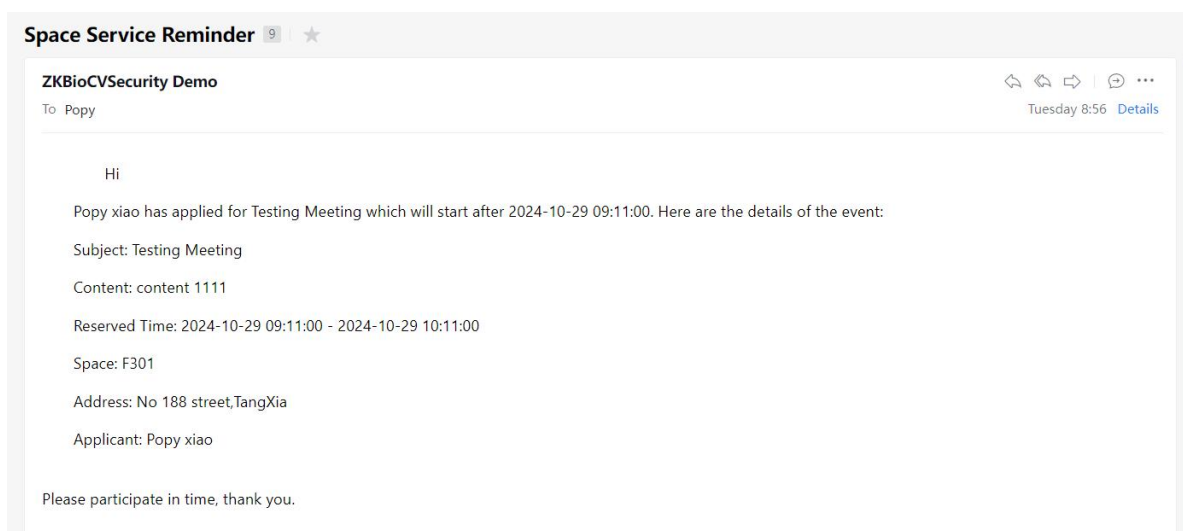 Space Service Reminder 9
ZKBioCVSecurity Demo
To Popy
Tuesday 8:56 Details
Hi
Popy xiao has applied for Testing Meeting which will start after 2024-10-29 09:11:00. Here are the details of the event:
Subject: Testing Meeting
Content: content 1111
Reserved Time: 2024-10-29 09:11:00 - 2024-10-29 10:11:00
Space: F301
Address: No 188 street,TangXia
Applicant: Popy xiao
Please participate in time, thank you.